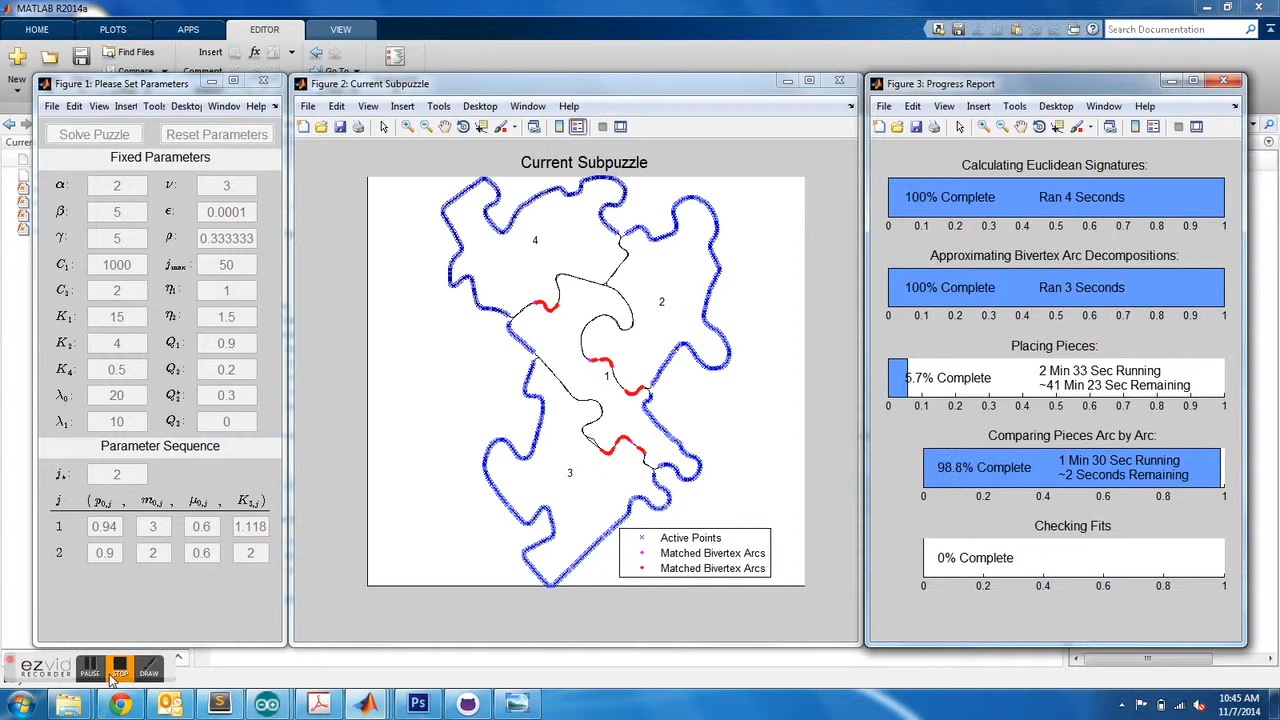 MATLAB R2014a
HOME PLOTS APPS EDITOR VIEW
Search Documentation
Find Files Insert fx
New Compare Comment Go To
Figure 1: Please Set Parameters
File Edit View Insert Tools Desktop Window Help
Solve Puzzle Reset Parameters
Fixed Parameters
α: 2 ν: 3
β: 5 ϵ: 0.0001
γ: 5 ρ: 0.333333
C₁: 1000 jₘₐₓ: 50
C₂: 2 η₁: 1
K₁: 15 η₂: 1.5
K₂: 4 Q₁: 0.9
K₄: 0.5 Q₂: 0.2
λ₀: 20 Q₂*: 0.3
λ₁: 10 Q₃: 0
Parameter Sequence
j*: 2
j (p₀,ⱼ , m₀,ⱼ , μ₀,ⱼ , K₃,ⱼ)
1 0.94 3 0.6 1.118
2 0.9 2 0.6 2
Figure 2: Current Subpuzzle
File Edit View Insert Tools Desktop Window Help
Current Subpuzzle
4
2
1
3
Active Points
Matched Bivertex Arcs
Matched Bivertex Arcs
Figure 3: Progress Report
File Edit View Insert Tools Desktop Window Help
Calculating Euclidean Signatures:
100% Complete Ran 4 Seconds
0 0.1 0.2 0.3 0.4 0.5 0.6 0.7 0.8 0.9 1
Approximating Bivertex Arc Decompositions:
100% Complete Ran 3 Seconds
0 0.1 0.2 0.3 0.4 0.5 0.6 0.7 0.8 0.9 1
Placing Pieces:
5.7% Complete 2 Min 33 Sec Running
~41 Min 23 Sec Remaining
0 0.1 0.2 0.3 0.4 0.5 0.6 0.7 0.8 0.9 1
Comparing Pieces Arc by Arc:
98.8% Complete 1 Min 30 Sec Running
~2 Seconds Remaining
0 0.2 0.4 0.6 0.8 1
Checking Fits
0% Complete
0 0.2 0.4 0.6 0.8 1
ezvid
RECORDER PAUSE STOP DRAW
Ps
10:45 AM
11/7/2014